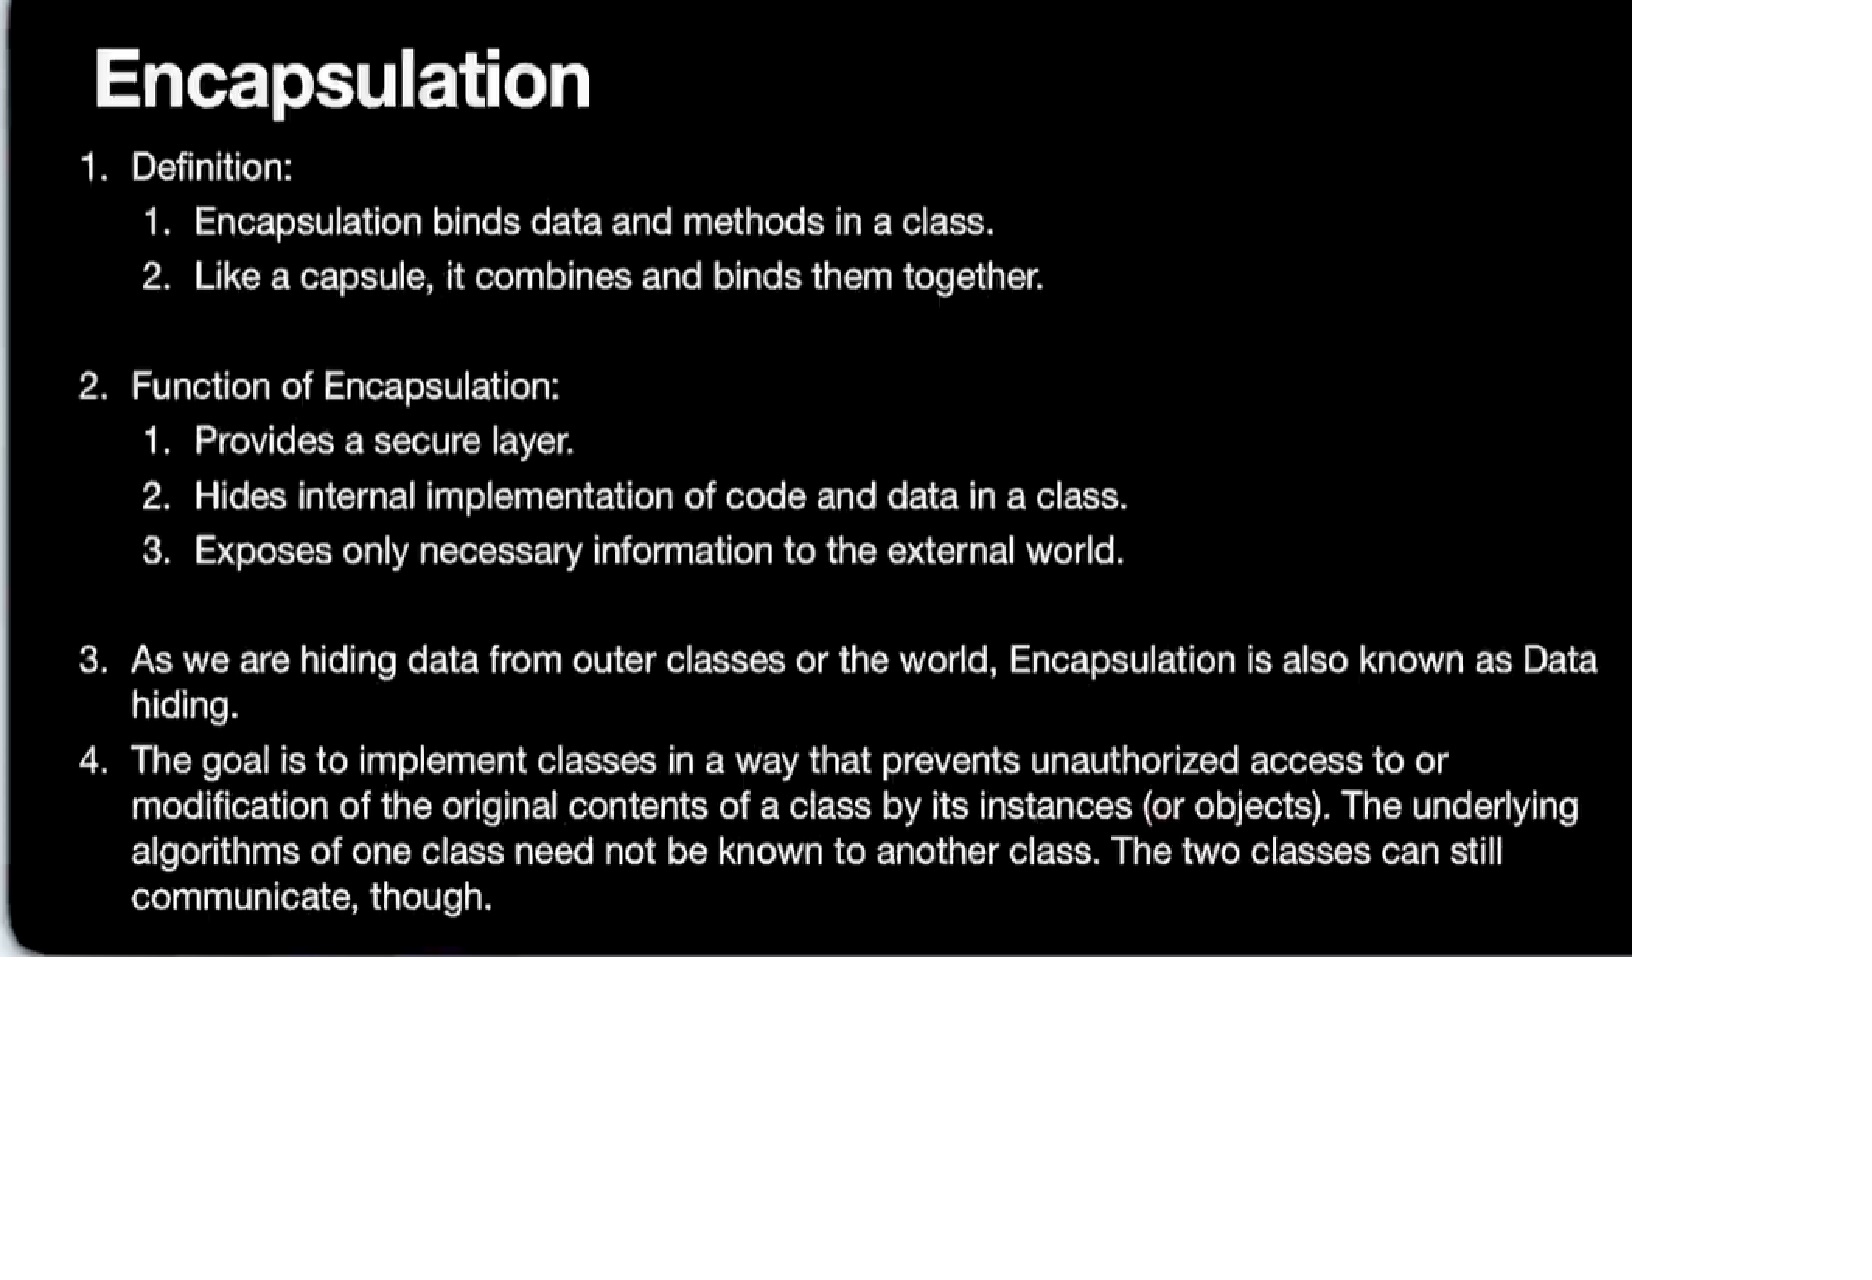 Encapsulation
1. Definition:
1. Encapsulation binds data and methods in a class.
2. Like a capsule, it combines and binds them together.
2. Function of Encapsulation:
1. Provides a secure layer.
2. Hides internal implementation of code and data in a class.
3. Exposes only necessary information to the external world.
3. As we are hiding data from outer classes or the world, Encapsulation is also known as Data
hiding.
4. The goal is to implement classes in a way that prevents unauthorized access to or
modification of the original contents of a class by its instances (or objects). The underlying
algorithms of one class need not be known to another class. The two classes can still
communicate, though.